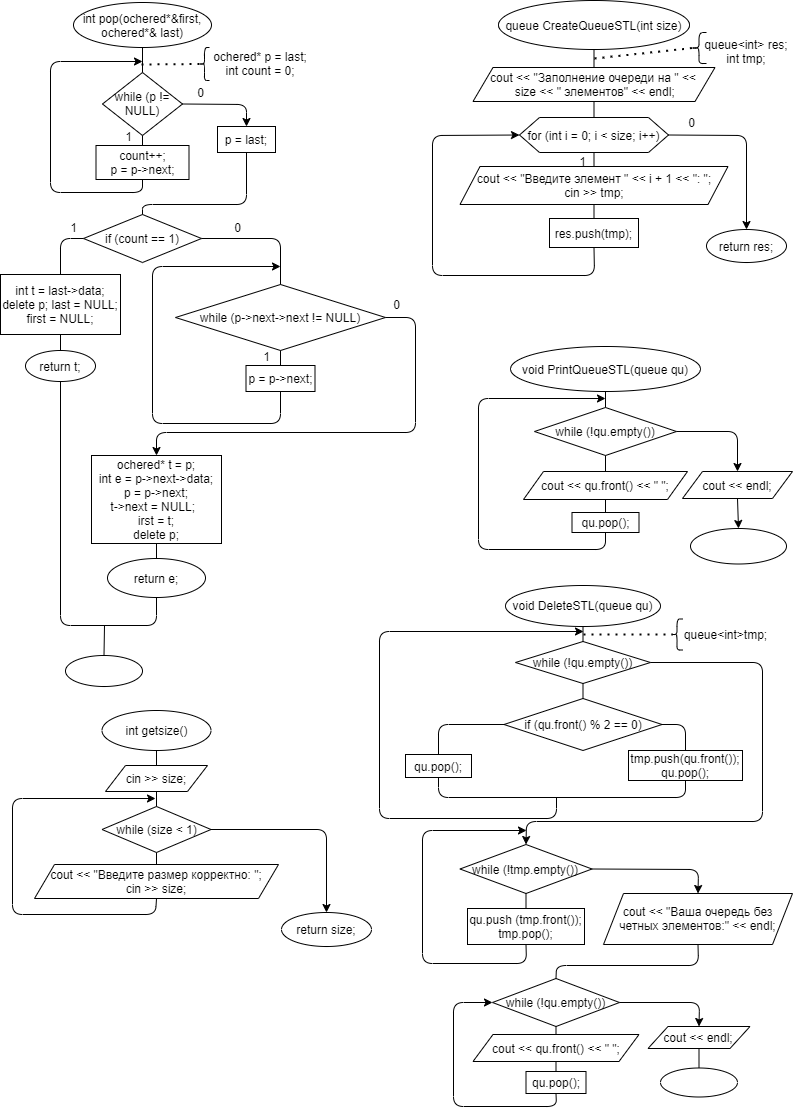 int pop(ochered*&first,
ochered*& last)
ochered* p = last;
int count = 0;
while (p !=
NULL)
0
1
count++;
p = p->next;
p = last;
if (count == 1)
1
0
int t = last->data;
delete p; last = NULL;
first = NULL;
return t;
while (p->next->next != NULL)
0
1
p = p->next;
ochered* t = p;
int e = p->next->data;
p = p->next;
t->next = NULL;
irst = t;
delete p;
return e;
int getsize()
cin >> size;
while (size < 1)
cout << "Введите размер корректно: ";
cin >> size;
return size;
queue CreateQueueSTL(int size)
queue<int> res;
int tmp;
cout << "Заполнение очереди на " <<
size << " элементов" << endl;
for (int i = 0; i < size; i++)
0
1
cout << "Введите элемент " << i + 1 << ": ";
cin >> tmp;
res.push(tmp);
return res;
void PrintQueueSTL(queue qu)
while (!qu.empty())
cout << qu.front() << " ";
qu.pop();
cout << endl;
void DeleteSTL(queue qu)
queue<int>tmp;
while (!qu.empty())
if (qu.front() % 2 == 0)
qu.pop();
tmp.push(qu.front());
qu.pop();
while (!tmp.empty())
qu.push (tmp.front());
tmp.pop();
cout << "Ваша очередь без
четных элементов:" << endl;
while (!qu.empty())
cout << qu.front() << " ";
qu.pop();
cout << endl;